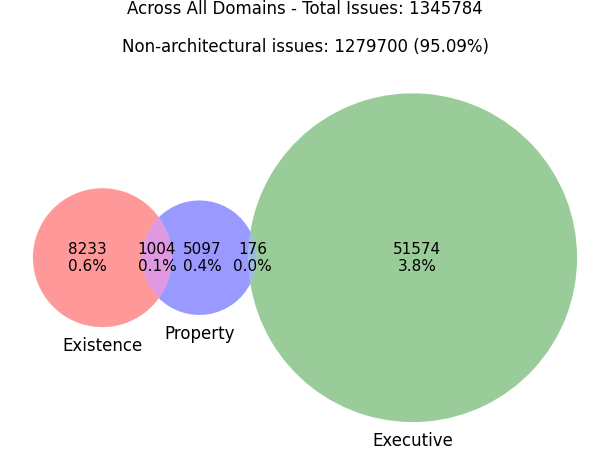 Across All Domains - Total Issues: 1345784
Non-architectural issues: 1279700 (95.09%)
8233
0.6%
1004
0.1%
5097
0.4%
176
0.0%
51574
3.8%
Existence
Property
Executive